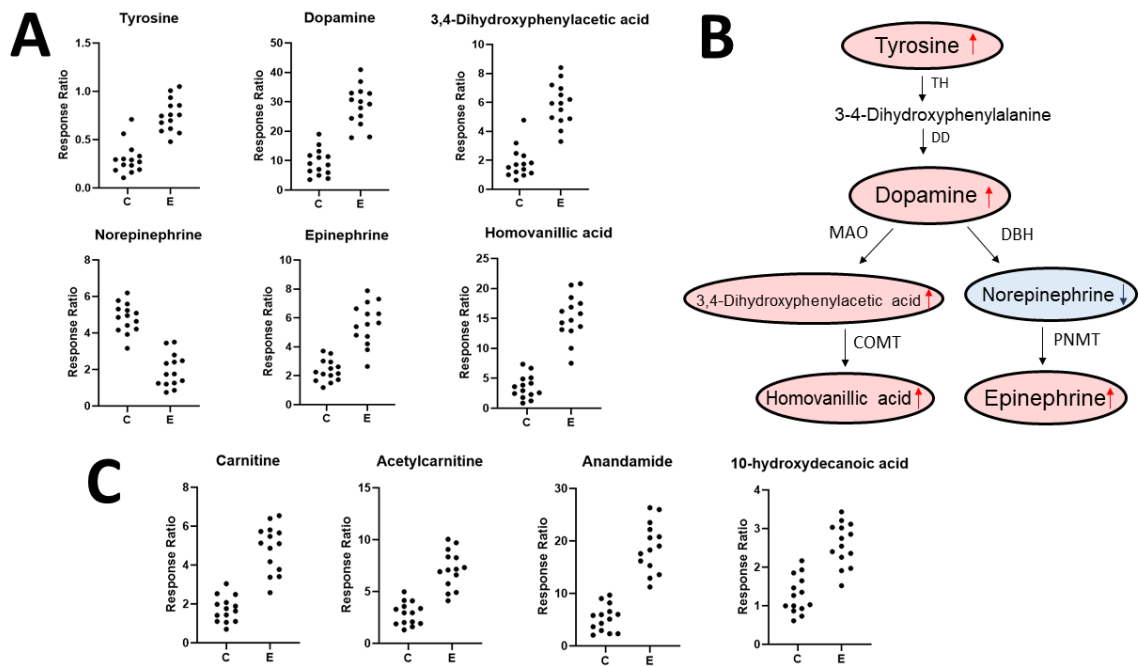 A
Tyrosine
Response Ratio
1.5
1.0
0.5
0.0
C E
Dopamine
Response Ratio
50
40
30
20
10
0
C E
3,4-Dihydroxyphenylacetic acid
Response Ratio
10
8
6
4
2
0
C E
Norepinephrine
Response Ratio
8
6
4
2
0
C E
Epinephrine
Response Ratio
10
8
6
4
2
0
C E
Homovanillic acid
Response Ratio
25
20
15
10
5
0
C E
B
Tyrosine
TH
3-4-Dihydroxyphenylalanine
DD
Dopamine
MAO DBH
3,4-Dihydroxyphenylacetic acid
Norepinephrine
COMT PNMT
Homovanillic acid
Epinephrine
C
Carnitine
Response Ratio
8
6
4
2
0
C E
Acetylcarnitine
Response Ratio
15
10
5
0
C E
Anandamide
Response Ratio
30
20
10
0
C E
10-hydroxydecanoic acid
Response Ratio
4
3
2
1
0
C E